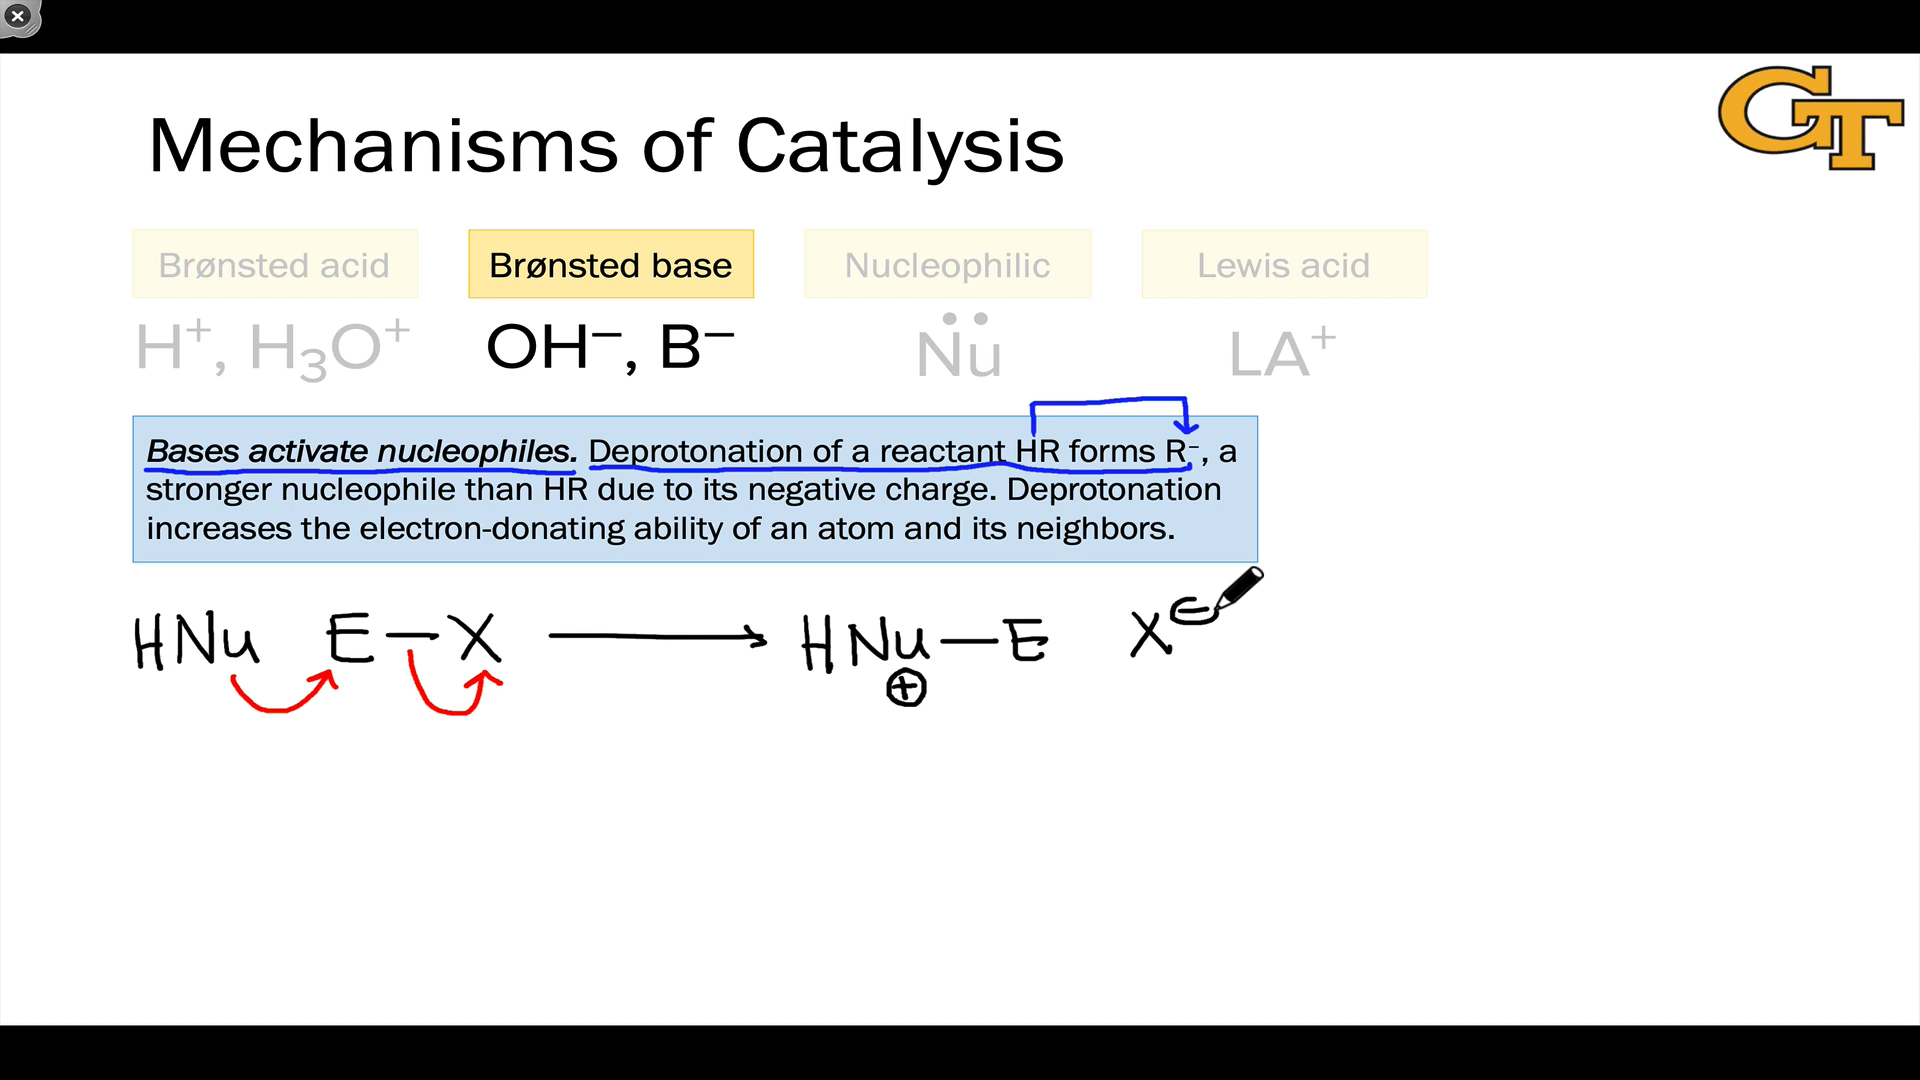 GT
Mechanisms of Catalysis
Brønsted acid Brønsted base Nucleophilic Lewis acid
H⁺, H₃O⁺ OH⁻, B⁻ N̈ü LA⁺
Bases activate nucleophiles. Deprotonation of a reactant HR forms R⁻, a
stronger nucleophile than HR due to its negative charge. Deprotonation
increases the electron-donating ability of an atom and its neighbors.
HNu E—X ⟶ HNu—E X⊖
⊕